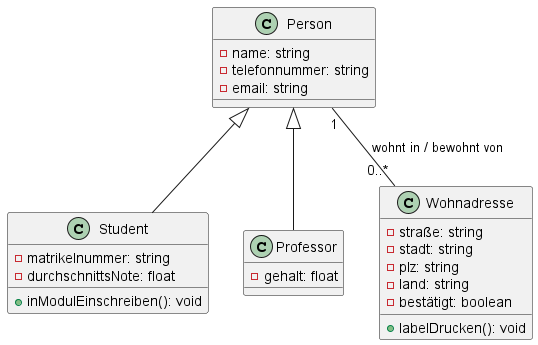 C Person
name: string
telefonnummer: string
email: string
1
wohnt in / bewohnt von
0..*
C Student
matrikelnummer: string
durchschnittsNote: float
inModulEinschreiben(): void
C Professor
gehalt: float
C Wohnadresse
straße: string
stadt: string
plz: string
land: string
bestätigt: boolean
labelDrucken(): void